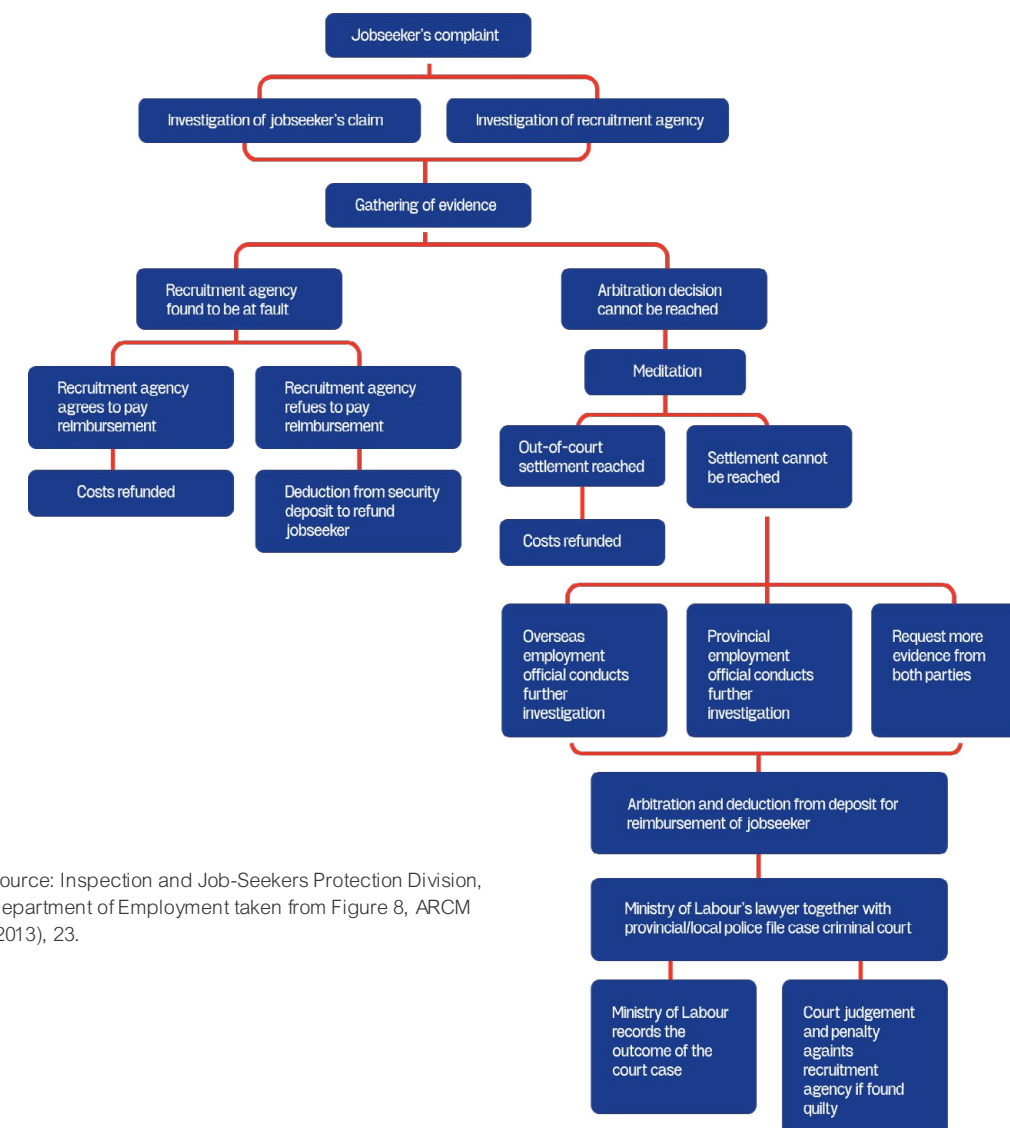 Jobseeker's complaint
Investigation of jobseeker's claim
Investigation of recruitment agency
Gathering of evidence
Recruitment agency
found to be at fault
Arbitration decision
cannot be reached
Meditation
Recruitment agency
agrees to pay
reimbursement
Recruitment agency
refues to pay
reimbursement
Out-of-court
settlement reached
Settlement cannot
be reached
Costs refunded
Deduction from security
deposit to refund
jobseeker
Costs refunded
Overseas
employment
official conducts
further
investigation
Provincial
employment
official conducts
further
investigation
Request more
evidence from
both parties
Arbitration and deduction from deposit for
reimbursement of jobseeker
ource: Inspection and Job-Seekers Protection Division,
epartment of Employment taken from Figure 8, ARCM
2013), 23.
Ministry of Labour's lawyer together with
provincial/local police file case criminal court
Ministry of Labour
records the
outcome of the
court case
Court judgement
and penalty
againts
recruitment
agency if found
quilty